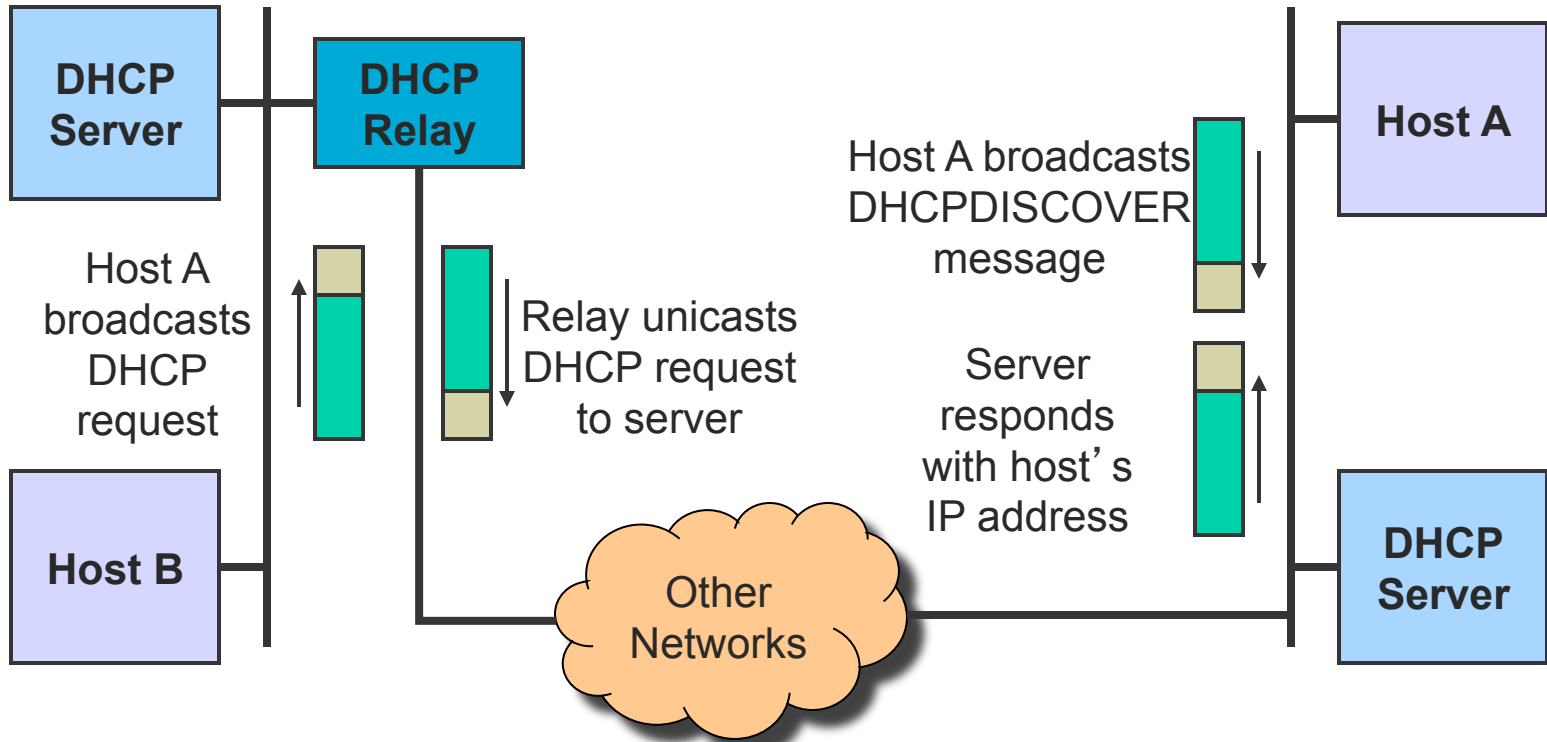 DHCP
Server
DHCP
Relay
Host A
broadcasts
DHCP
request
Relay unicasts
DHCP request
to server
Host B
Other
Networks
Host A broadcasts
DHCPDISCOVER
message
Host A
Server
responds
with host's
IP address
DHCP
Server